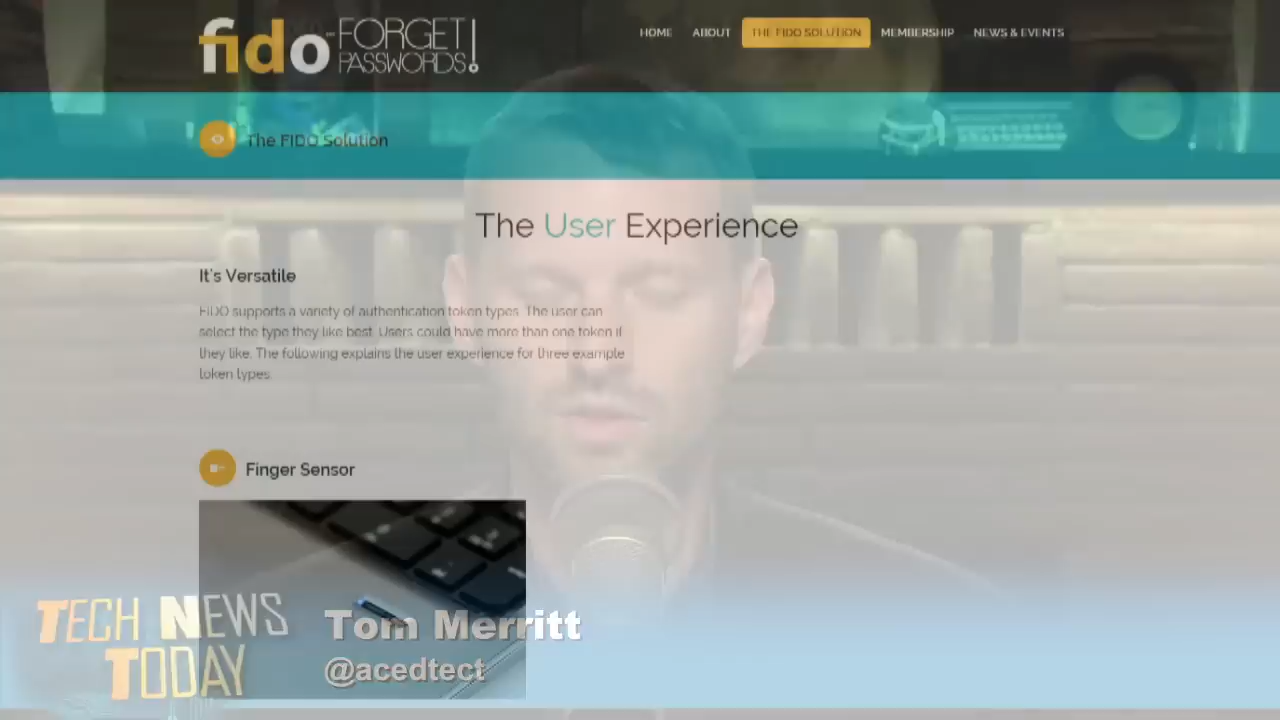 fido
FORGET
PASSWORDS!
HOME ABOUT THE FIDO SOLUTION MEMBERSHIP NEWS & EVENTS
The FIDO Solution
The User Experience
It's Versatile
FIDO supports a variety of authentication token types. The user can
select the type they like best. Users could have more than one token if
they like. The following explains the user experience for three example
token types.
Finger Sensor
TECH NEWS
TODAY
Tom Merritt
@acedtect